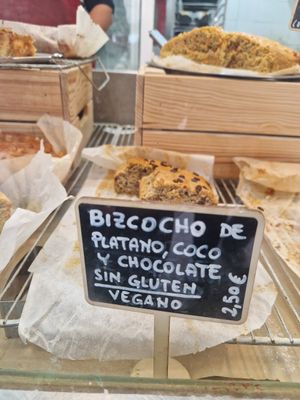 BIZCOCHO DE
PLATANO, COCO
Y CHOCOLATE
SIN GLUTEN
VEGANO
2,50€